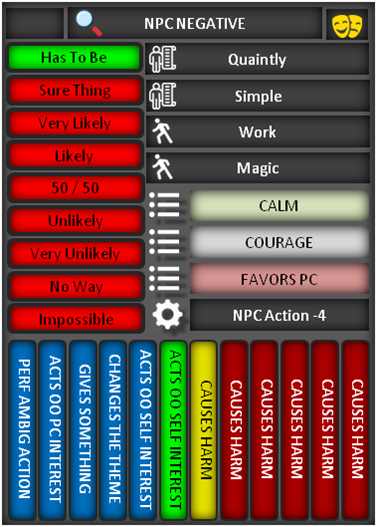 NPC NEGATIVE
Has To Be
Sure Thing
Very Likely
Likely
50 / 50
Unlikely
Very Unlikely
No Way
Impossible
Quaintly
Simple
Work
Magic
CALM
COURAGE
FAVORS PC
NPC Action -4
PERF AMBIG ACTION
ACTS OO PC INTEREST
GIVES SOMETHING
CHANGES THE THEME
ACTS OO SELF INTEREST
ACTS OO SELF INTEREST
CAUSES HARM
CAUSES HARM
CAUSES HARM
CAUSES HARM
CAUSES HARM
CAUSES HARM